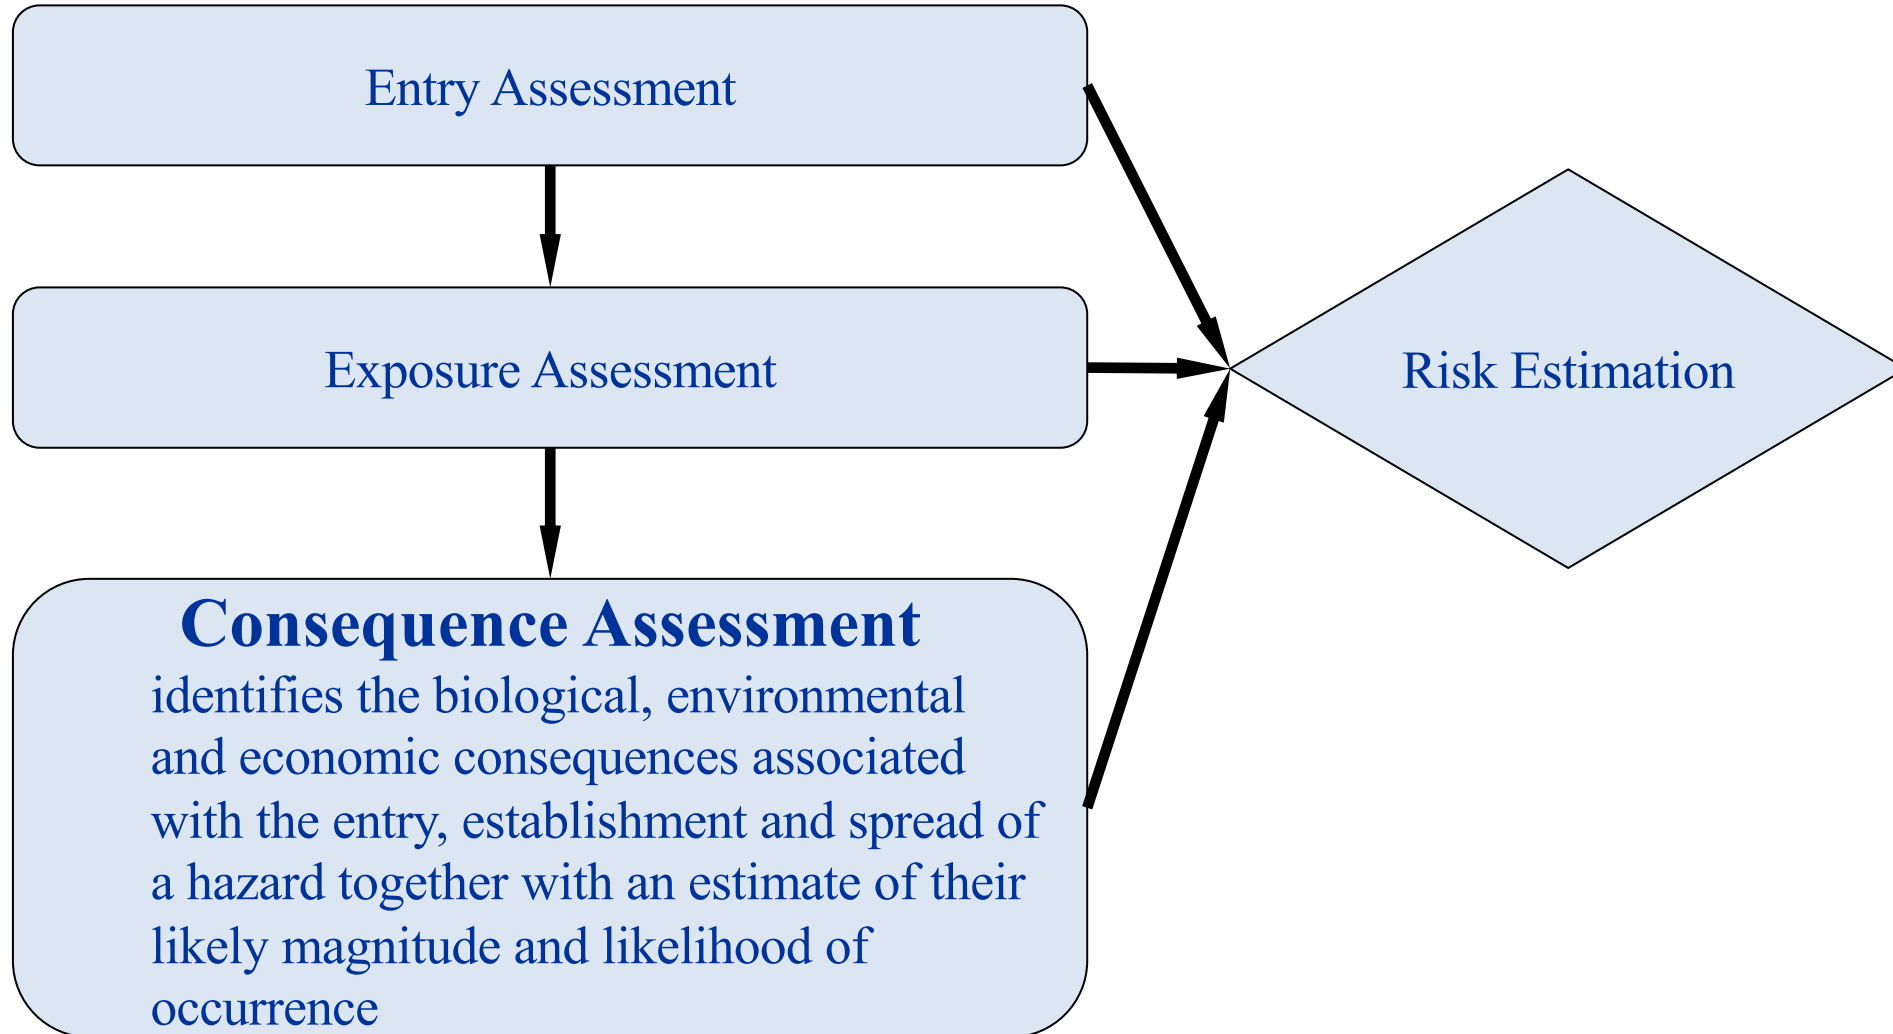 Entry Assessment
Exposure Assessment
Risk Estimation
Consequence Assessment
identifies the biological, environmental
and economic consequences associated
with the entry, establishment and spread of
a hazard together with an estimate of their
likely magnitude and likelihood of
occurrence